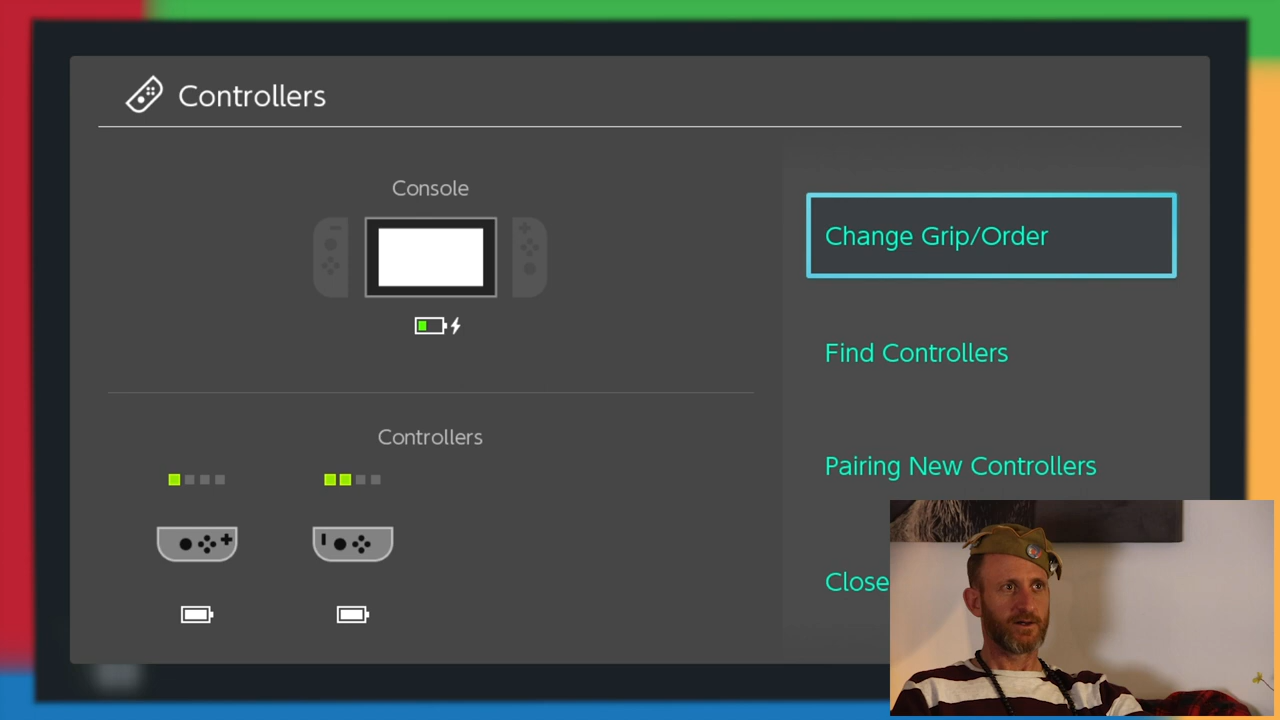 Controllers
Console
Change Grip/Order
Find Controllers
Controllers
Pairing New Controllers
Close